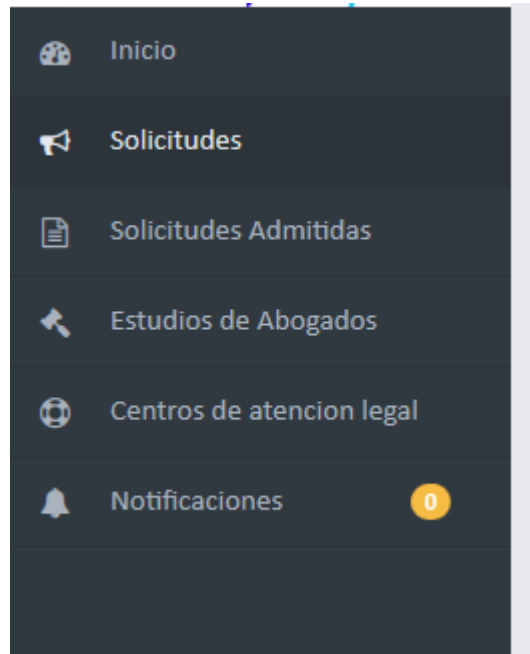 Inicio
Solicitudes
Solicitudes Admitidas
Estudios de Abogados
Centros de atencion legal
Notificaciones 0